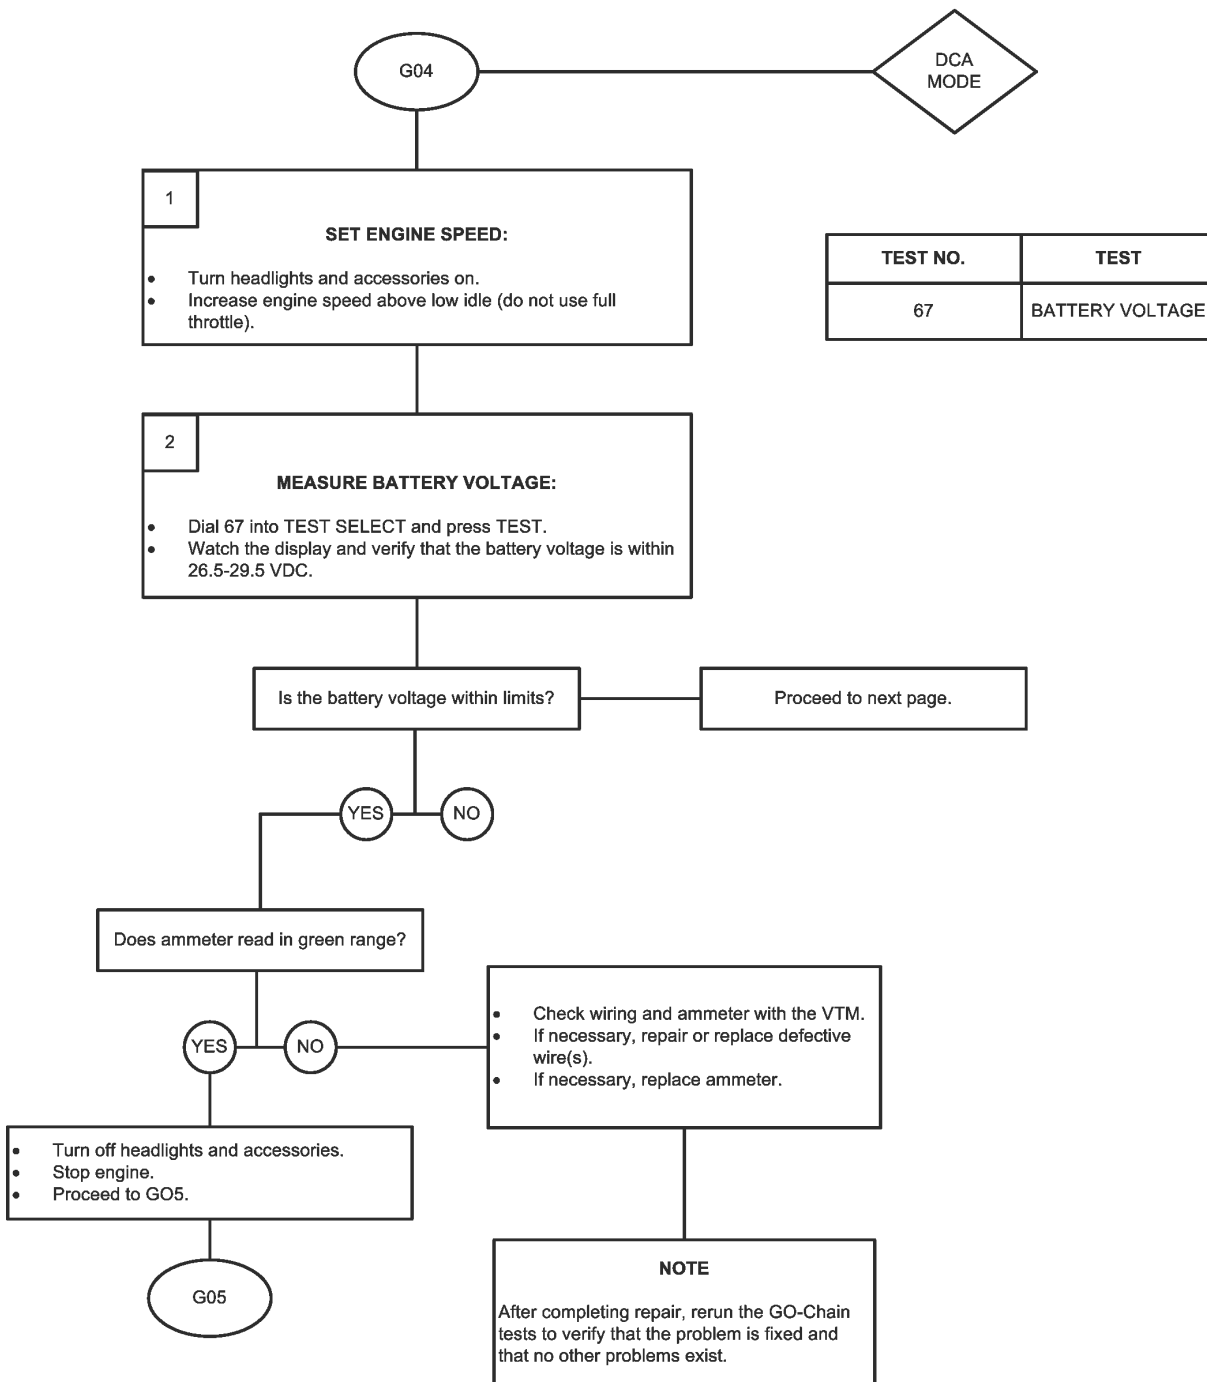 G04
DCA
MODE
1
SET ENGINE SPEED:
• Turn headlights and accessories on.
• Increase engine speed above low idle (do not use full
throttle).
TEST NO. TEST
67 BATTERY VOLTAGE
2
MEASURE BATTERY VOLTAGE:
• Dial 67 into TEST SELECT and press TEST.
• Watch the display and verify that the battery voltage is within
26.5-29.5 VDC.
Is the battery voltage within limits?
Proceed to next page.
YES
NO
Does ammeter read in green range?
YES
NO
• Check wiring and ammeter with the VTM.
• If necessary, repair or replace defective
wire(s).
• If necessary, replace ammeter.
• Turn off headlights and accessories.
• Stop engine.
• Proceed to GO5.
G05
NOTE
After completing repair, rerun the GO-Chain
tests to verify that the problem is fixed and
that no other problems exist.